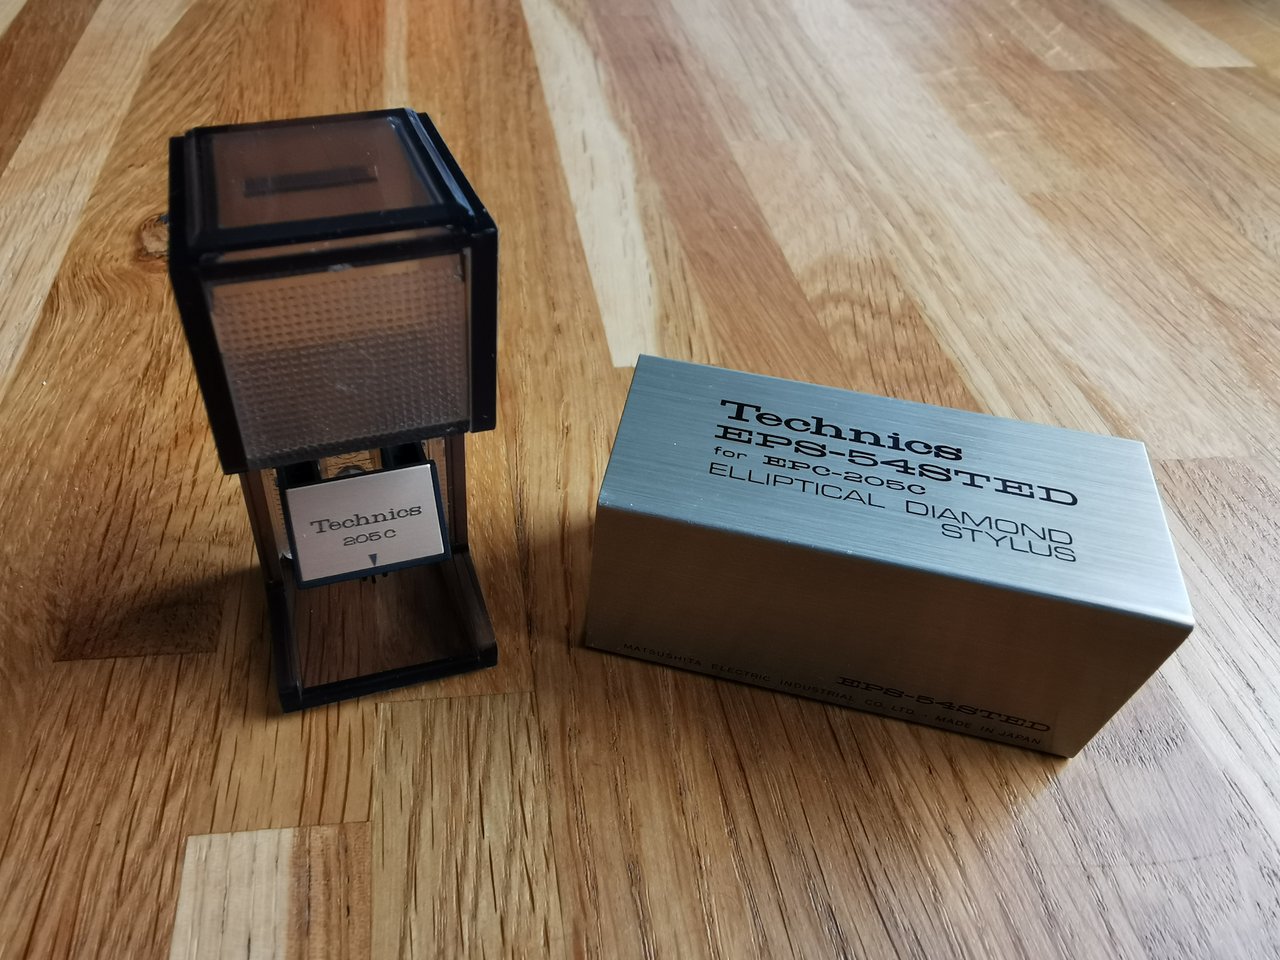 Technics
205C
Technics
EPS-54STED
for EPC-205C
ELLIPTICAL DIAMOND
STYLUS
EPS-54STED
MATSUSHITA ELECTRIC INDUSTRIAL CO., LTD. · MADE IN JAPAN